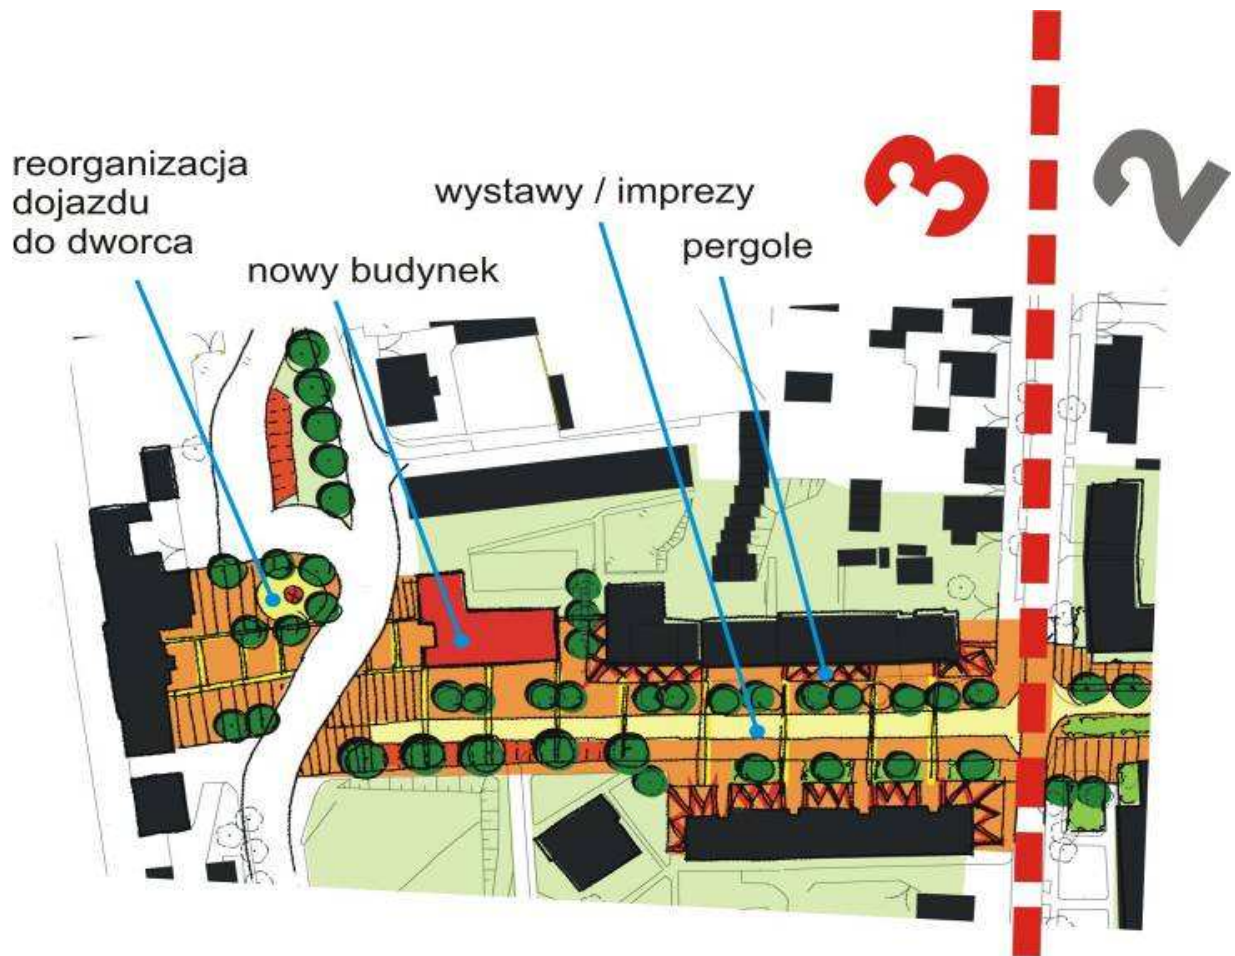 reorganizacja
dojazdu
do dworca
nowy budynek
wystawy / imprezy
pergole
3
2